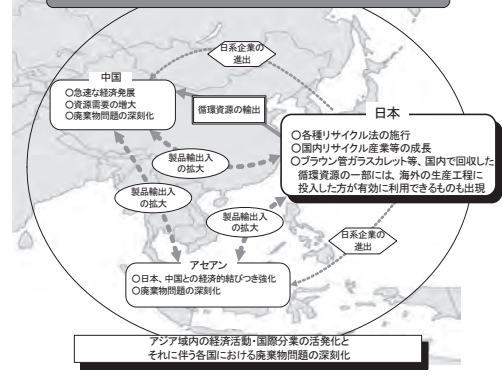 日系企業の
進出
中国
○急速な経済発展
○資源需要の増大
○廃棄物問題の深刻化
循環資源の輸出
日本
○各種リサイクル法の施行
○国内リサイクル産業等の成長
○ブラウン管ガラスカレット等、国内で回収した
循環資源の一部には、海外の生産工程に
投入した方が有効に利用できるものも出現
製品輸出入
の拡大
製品輸出入
の拡大
製品輸出入
の拡大
日系企業の
進出
アセアン
○日本、中国との経済的結びつき強化
○廃棄物問題の深刻化
アジア域内の経済活動・国際分業の活発化と
それに伴う各国における廃棄物問題の深刻化